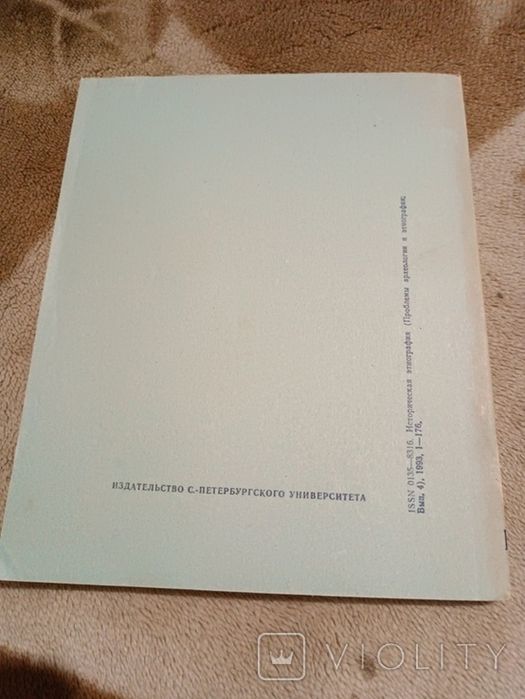 ISSN 0135—8316. Историческая этнография (Проблемы археологии и этнографии;
Вып. 4), 1993, 1—176.
ИЗДАТЕЛЬСТВО С.-ПЕТЕРБУРГСКОГО УНИВЕРСИТЕТА
VIOLITY